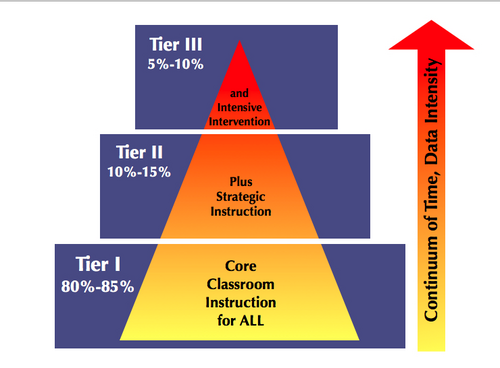 Tier III
5%-10%
and
Intensive
Intervention
Tier II
10%-15%
Plus
Strategic
Instruction
Tier I
80%-85%
Core
Classroom
Instruction
for ALL
Continuum of Time, Data Intensity